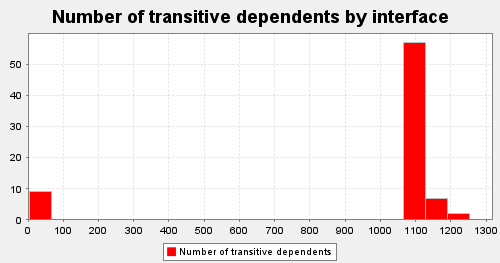 Number of transitive dependents by interface
50
40
30
20
10
0
0 100 200 300 400 500 600 700 800 900 1000 1100 1200 1300
Number of transitive dependents